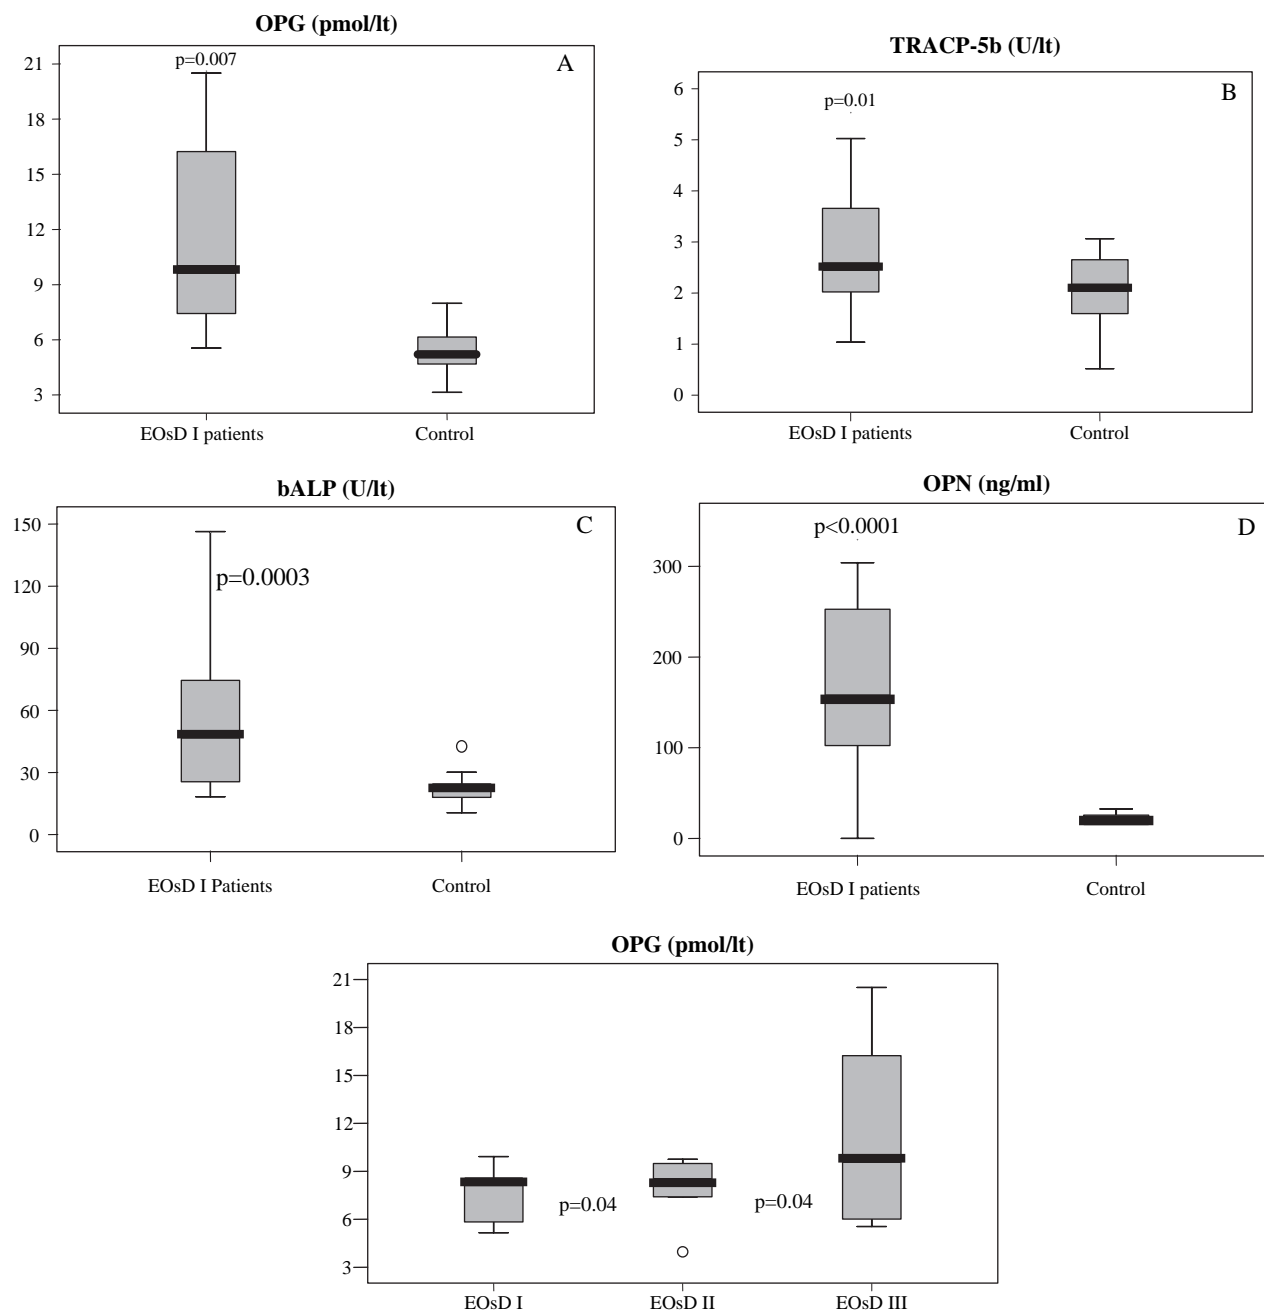 OPG (pmol/lt)
A
p=0.007
21
18
15
12
9
6
3
EOsD I patients Control
TRACP-5b (U/lt)
B
p=0.01
6
5
4
3
2
1
0
EOsD I patients Control
bALP (U/lt)
C
p=0.0003
150
120
90
60
30
0
EOsD I Patients Control
OPN (ng/ml)
D
p<0.0001
300
200
100
0
EOsD I patients Control
OPG (pmol/lt)
21
18
15
12
9
6
3
p=0.04 p=0.04
EOsD I EOsD II EOsD III